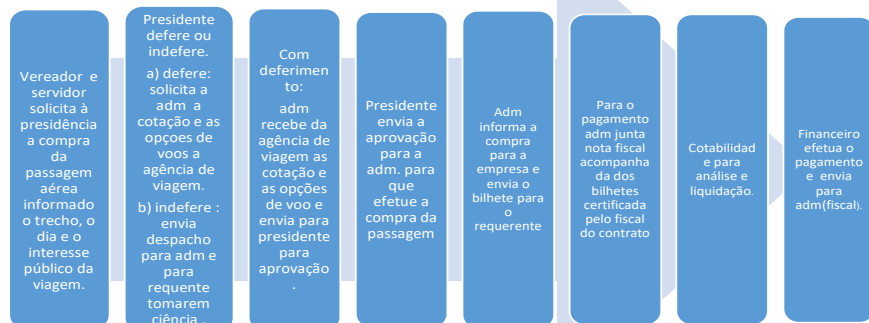 Vereador e
servidor
solicita à
presidência
a compra
da
passagem
aérea
informado
o trecho, o
dia e o
interesse
público da
viagem.
Presidente
defere ou
indefere.
a) defere:
solicita a
adm a
cotação e as
opçoes de
voos a
agência de
viagem.
b) indefere :
envia
despacho
para adm e
para
requente
tomarem
ciência .
Com
deferimen
to:
adm
recebe da
agência de
viagem as
cotação e
as opções
de voo e
envia para
presidente
para
aprovação
.
Presidente
envia a
aprovação
para a
adm. para
que
efetue a
compra da
passagem
Adm
informa a
compra
para a
empresa e
envia o
bilhete para
o
requerente
Para o
pagamento
adm junta
nota fiscal
acompanha
da dos
bilhetes
certificada
pelo fiscal
do contrato
Cotabilidad
e para
análise e
liquidação.
Financeiro
efetua o
pagamento
e envia
para
adm(fiscal).